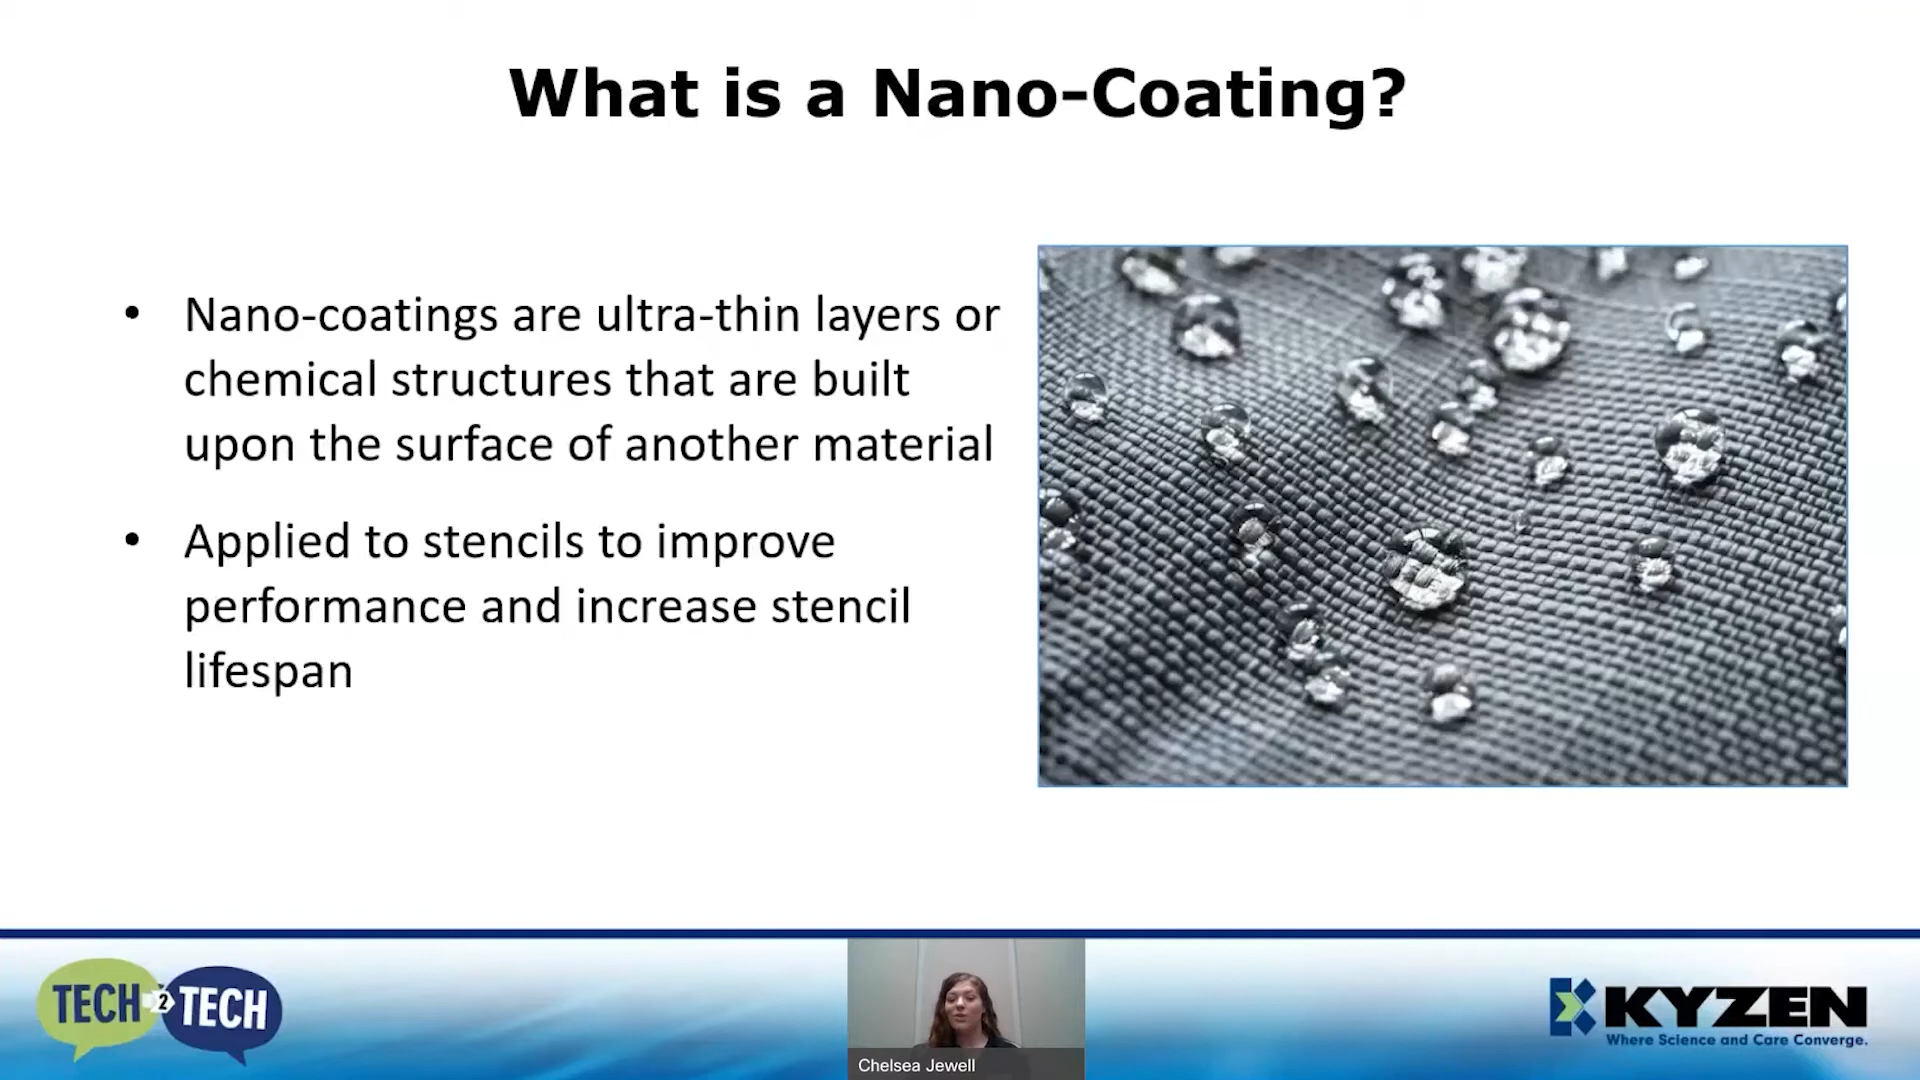 What is a Nano-Coating?
• Nano-coatings are ultra-thin layers or
chemical structures that are built
upon the surface of another material
• Applied to stencils to improve
performance and increase stencil
lifespan
TECH 2 TECH
Chelsea Jewell
KYZEN
Where Science and Care Converge.